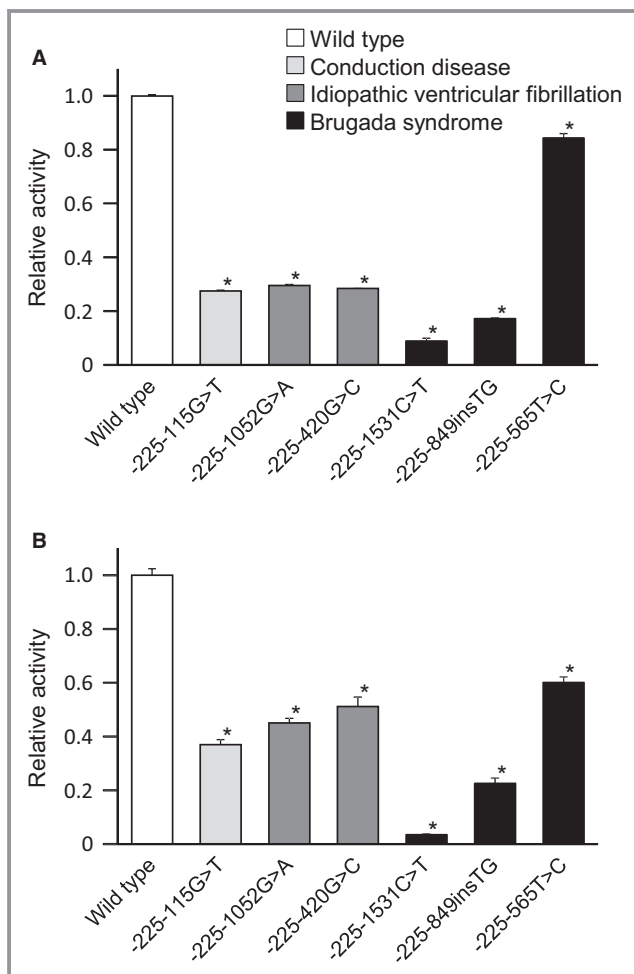 A
Wild type
Conduction disease
Idiopathic ventricular fibrillation
Brugada syndrome
Relative activity
1.0
0.8
0.6
0.4
0.2
0
*
*
*
*
*
*
Wild type
-225-115G>T
-225-1052G>A
-225-420G>C
-225-1531C>T
-225-849insTG
-225-565T>C
B
Relative activity
1.0
0.8
0.6
0.4
0.2
0
*
*
*
*
*
*
Wild type
-225-115G>T
-225-1052G>A
-225-420G>C
-225-1531C>T
-225-849insTG
-225-565T>C